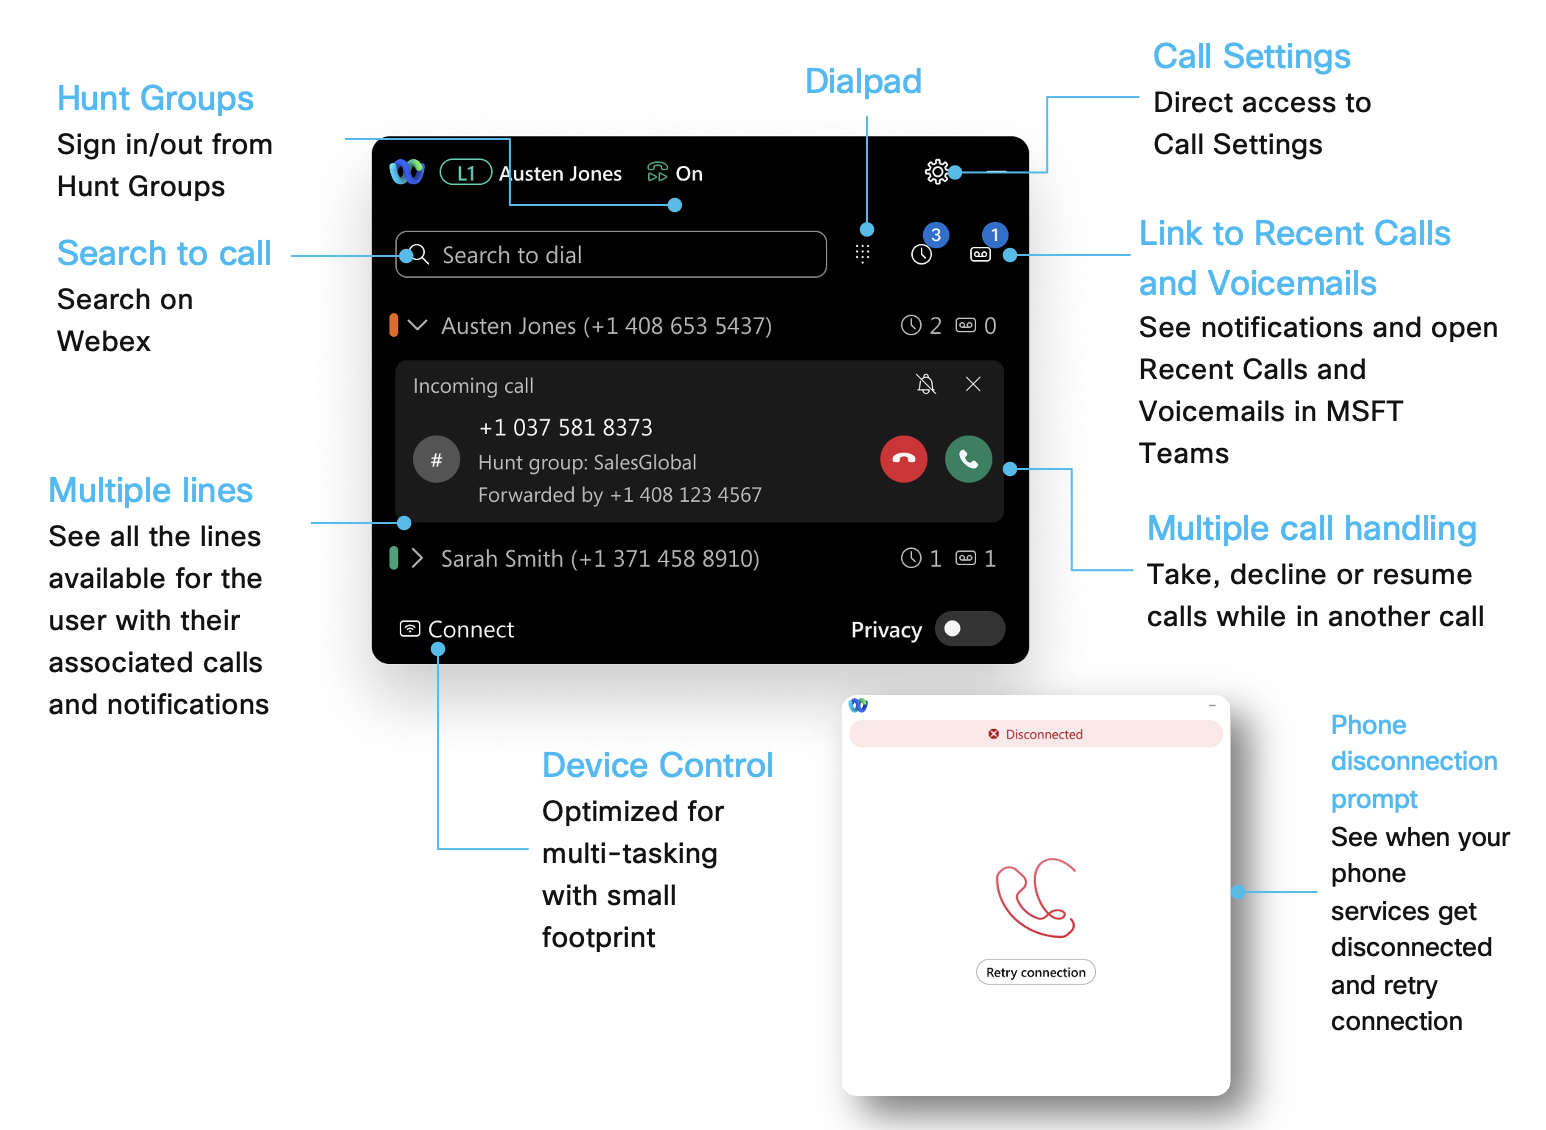 Hunt Groups
Sign in/out from
Hunt Groups
Search to call
Search on
Webex
Multiple lines
See all the lines
available for the
user with their
associated calls
and notifications
Dialpad
Call Settings
Direct access to
Call Settings
Link to Recent Calls
and Voicemails
See notifications and open
Recent Calls and
Voicemails in MSFT
Teams
Multiple call handling
Take, decline or resume
calls while in another call
L1 Austen Jones On
Search to dial 3 1
Austen Jones (+1 408 653 5437) 2 0
Incoming call
+1 037 581 8373
# Hunt group: SalesGlobal
Forwarded by +1 408 123 4567
Sarah Smith (+1 371 458 8910) 1 1
Connect Privacy
Device Control
Optimized for
multi-tasking
with small
footprint
Disconnected
Retry connection
Phone
disconnection
prompt
See when your
phone
services get
disconnected
and retry
connection